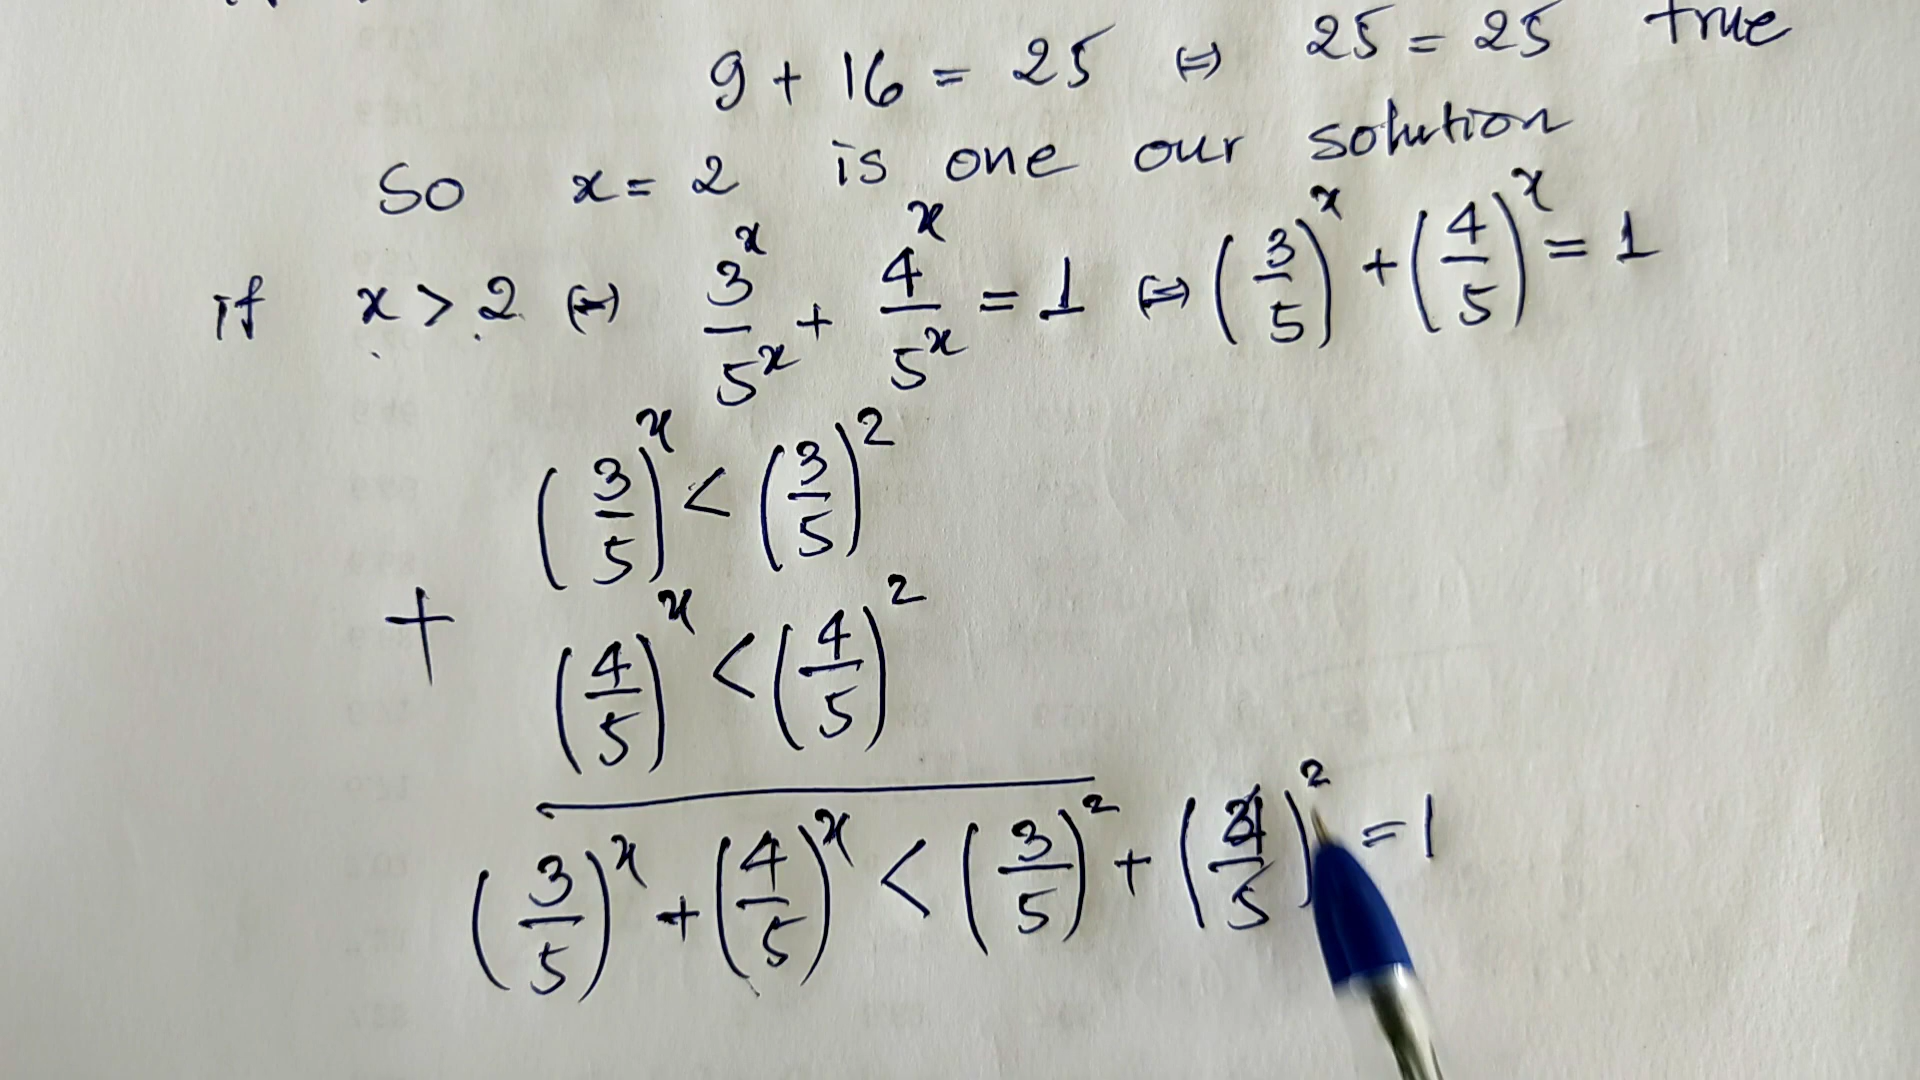 9 + 16 = 25 ⇔ 25 = 25 true
So x = 2 is one our solution
if x > 2 ⇔ 3^x/5^x + 4^x/5^x = 1 ⇔ (3/5)^x + (4/5)^x = 1
(3/5)^x < (3/5)^2
+
(4/5)^x < (4/5)^2
(3/5)^x + (4/5)^x < (3/5)^2 + (4/5)^2 = 1